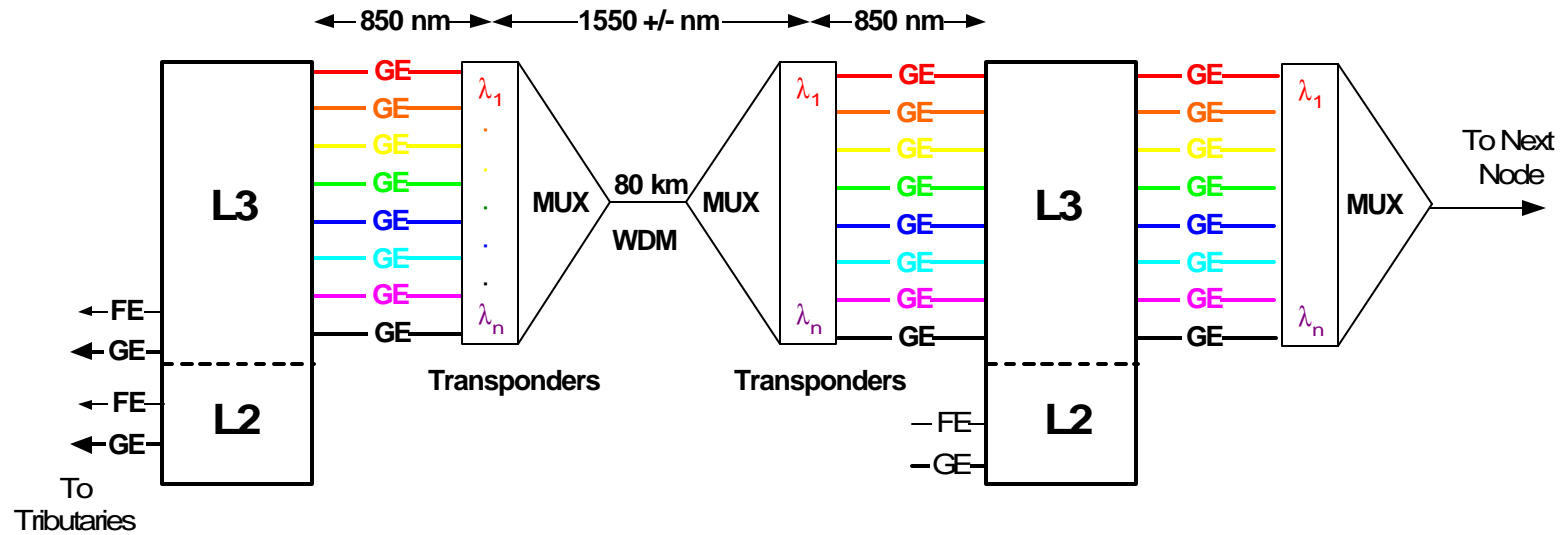 850 nm
1550 +/- nm
850 nm
GE
GE
GE
GE
GE
GE
GE
GE
λ1
λn
MUX
80 km
WDM
MUX
λ1
λn
GE
GE
GE
GE
GE
GE
GE
GE
L3
GE
GE
GE
GE
GE
GE
GE
GE
λ1
λn
MUX
To Next
Node
L3
FE
GE
FE
GE
L2
To
Tributaries
Transponders
Transponders
FE
GE
L2